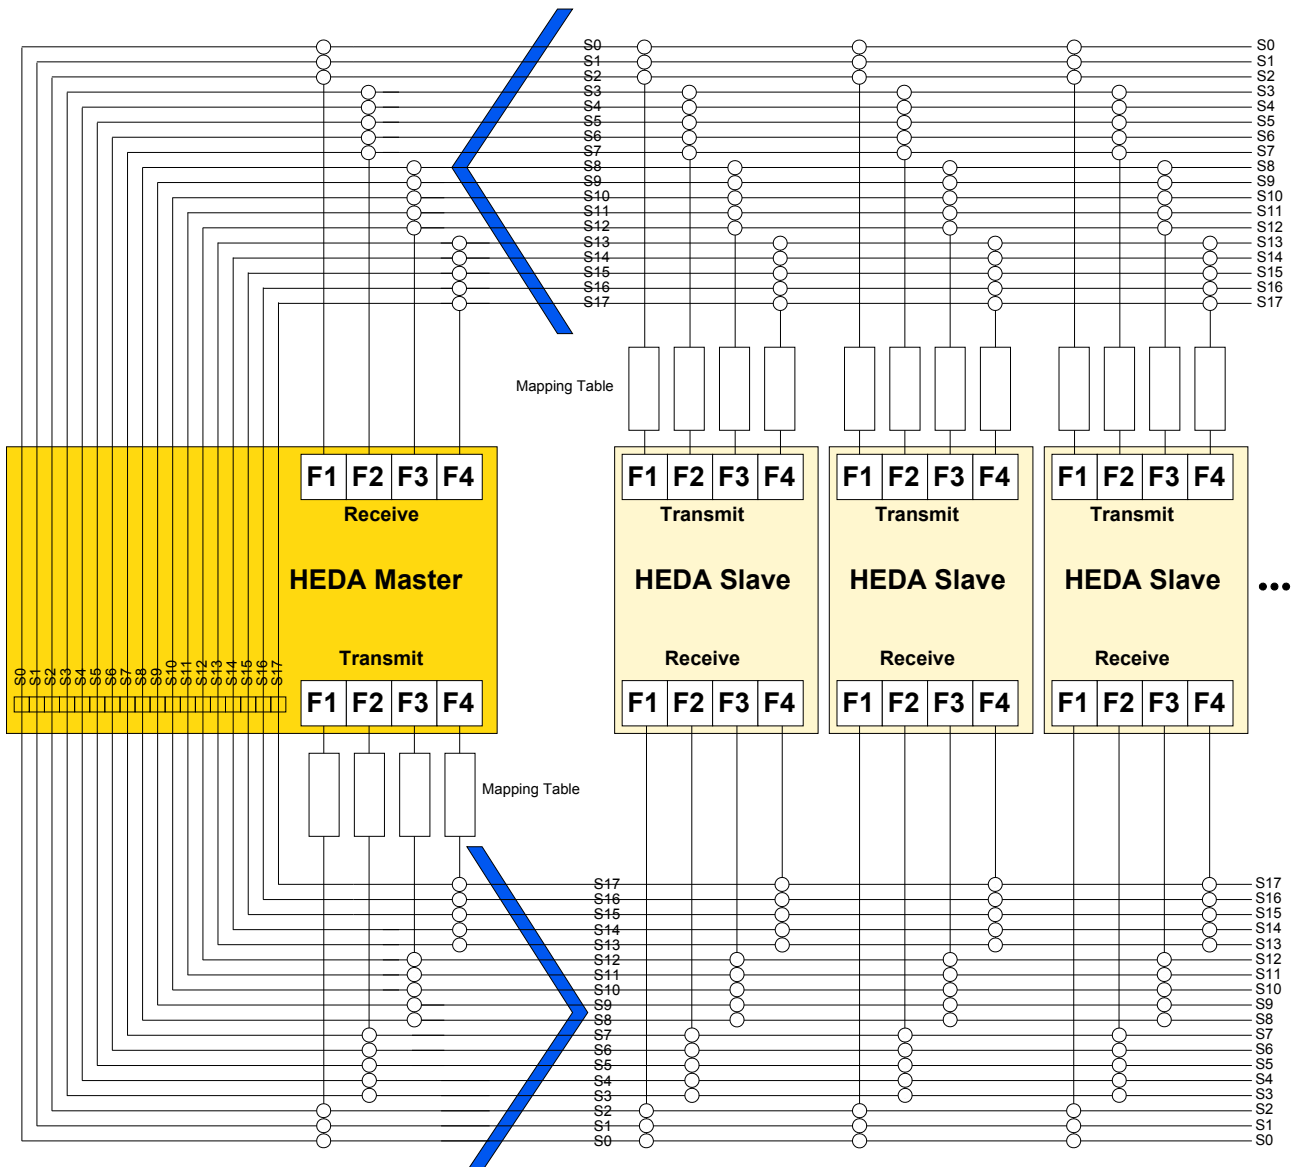 S0 S0
S1 S1
S2 S2
S3 S3
S4 S4
S5 S5
S6 S6
S7 S7
S8 S8
S9 S9
S10 S10
S11 S11
S12 S12
S13 S13
S14 S14
S15 S15
S16 S16
S17 S17
Mapping Table
F1 F2 F3 F4 F1 F2 F3 F4 F1 F2 F3 F4 F1 F2 F3 F4
Receive Transmit Transmit Transmit
HEDA Master HEDA Slave HEDA Slave HEDA Slave ...
Transmit Receive Receive Receive
S0 S1 S2 S3 S4 S5 S6 S7 S8 S9 S10 S11 S12 S13 S14 S15 S16 S17
F1 F2 F3 F4 F1 F2 F3 F4 F1 F2 F3 F4 F1 F2 F3 F4
Mapping Table
S17 S17
S16 S16
S15 S15
S14 S14
S13 S13
S12 S12
S11 S11
S10 S10
S9 S9
S8 S8
S7 S7
S6 S6
S5 S5
S4 S4
S3 S3
S2 S2
S1 S1
S0 S0